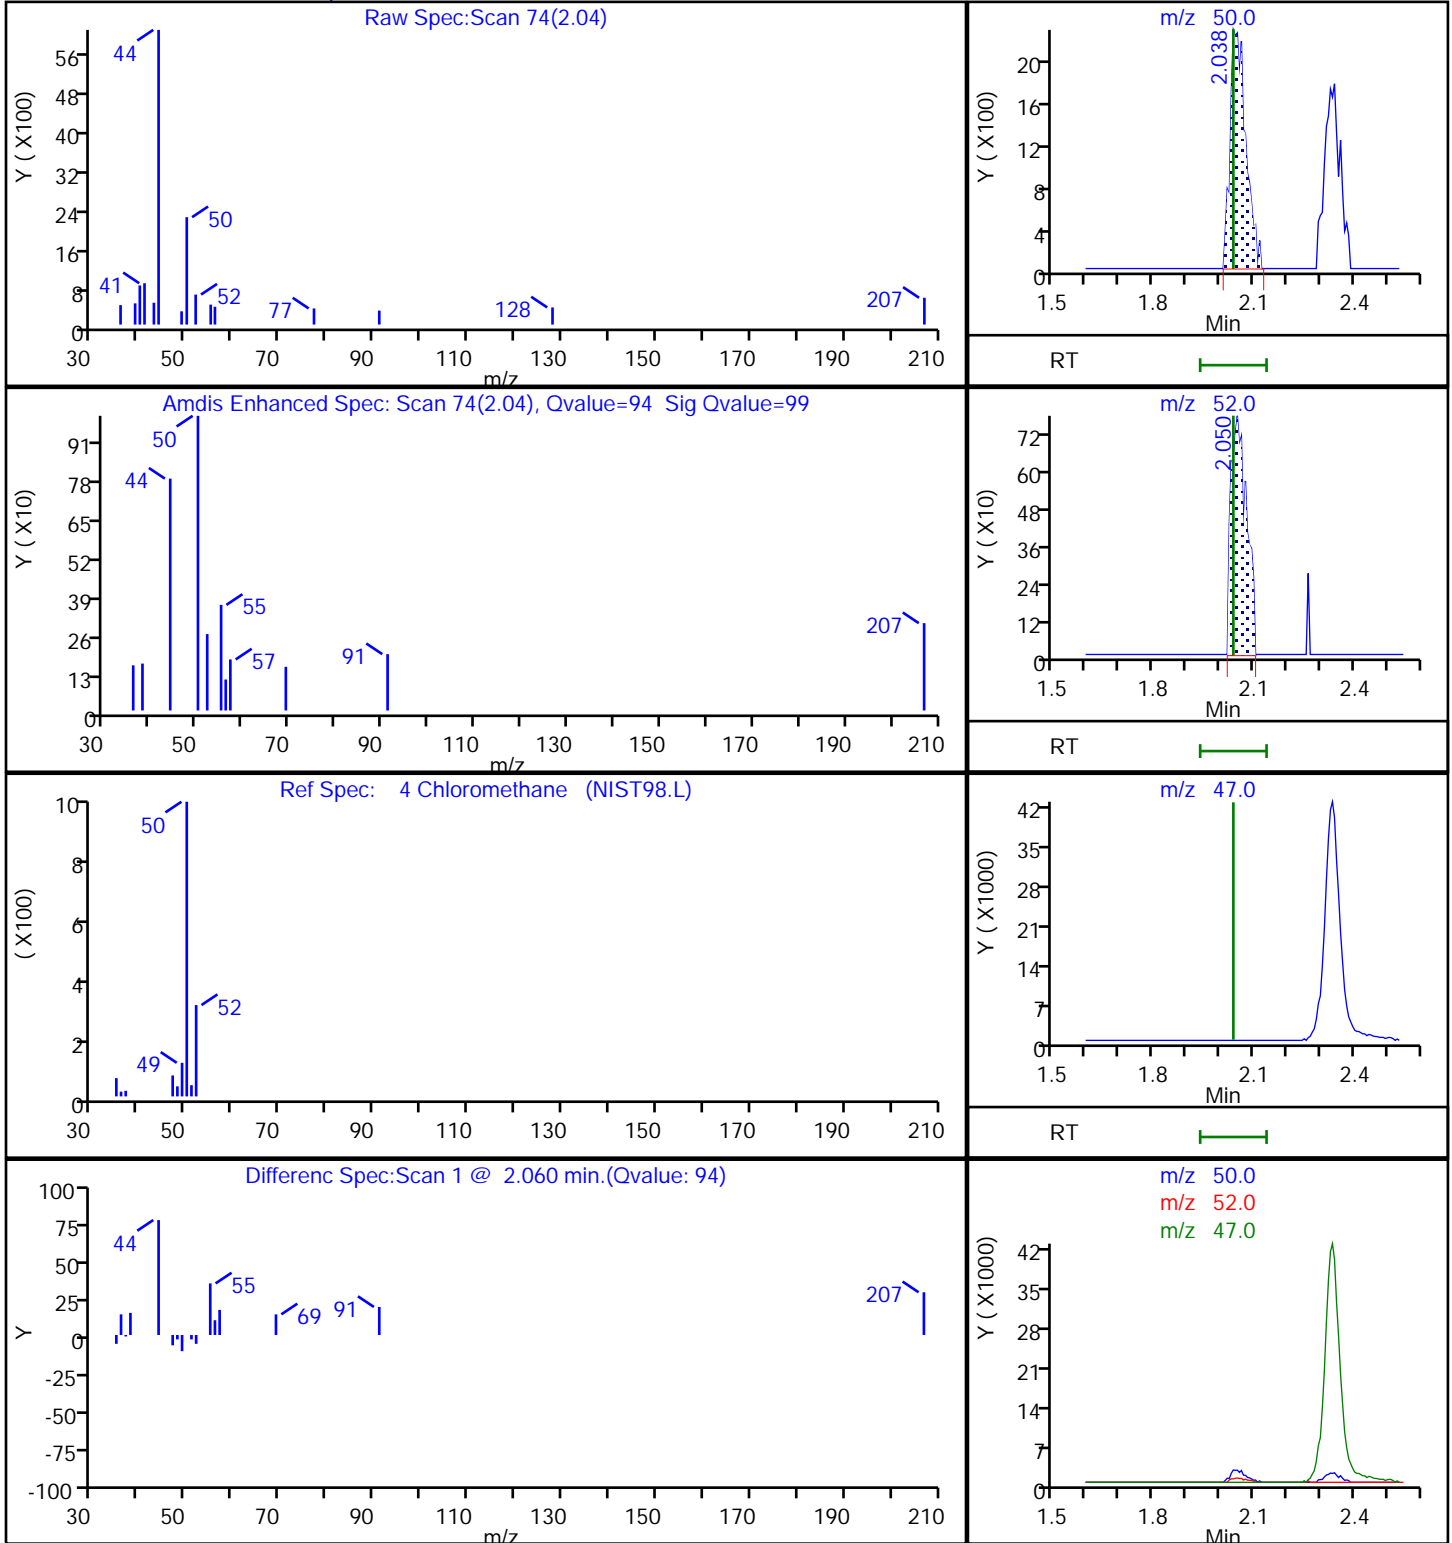 Raw Spec:Scan 74(2.04)
Y ( X100)
56
48
40
32
24
16
8
0
44
41
50
52
77
128
207
30 50 70 90 110 130 150 170 190 210
m/z
m/z 50.0
Y ( X100)
20
16
12
8
4
0
2.038
1.5 1.8 2.1 2.4
Min
RT
Amdis Enhanced Spec: Scan 74(2.04), Qvalue=94 Sig Qvalue=99
Y ( X10)
91
78
65
52
39
26
13
0
50
44
55
57
91
207
30 50 70 90 110 130 150 170 190 210
m/z
m/z 52.0
Y ( X10)
72
60
48
36
24
12
0
2.050
1.5 1.8 2.1 2.4
Min
RT
Ref Spec: 4 Chloromethane (NIST98.L)
( X100)
10
8
6
4
2
0
50
52
49
30 50 70 90 110 130 150 170 190 210
m/z 47.0
Y ( X1000)
42
35
28
21
14
7
0
1.5 1.8 2.1 2.4
Min
RT
Differenc Spec:Scan 1 @ 2.060 min.(Qvalue: 94)
Y
100
75
50
25
0
-25
-50
-75
-100
44
55
69
91
207
30 50 70 90 110 130 150 170 190 210
m/z
m/z 50.0
m/z 52.0
m/z 47.0
Y ( X1000)
42
35
28
21
14
7
0
1.5 1.8 2.1 2.4
Min